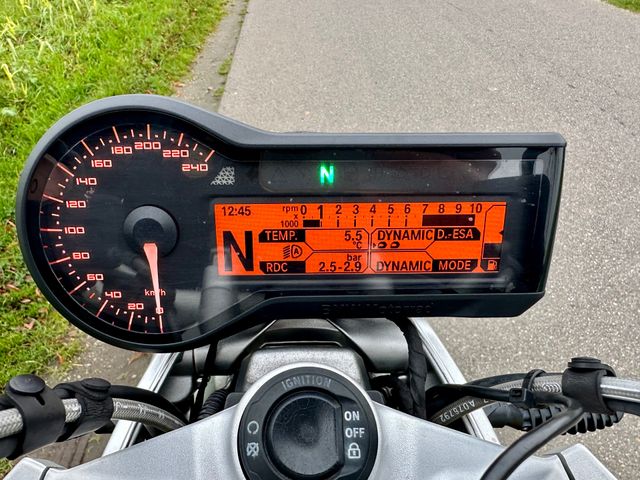 220
200
240
180
160
140
120
100
80
60
40
20
0
km/h
N
12:45
rpm
x
1000
0 1 2 3 4 5 6 7 8 9 10
N
TEMP. 5.5 °C
DYNAMIC D.-ESA
(A)
bar
RDC 2.5-2.9
DYNAMIC MODE
IGNITION
ON
OFF
A 026792